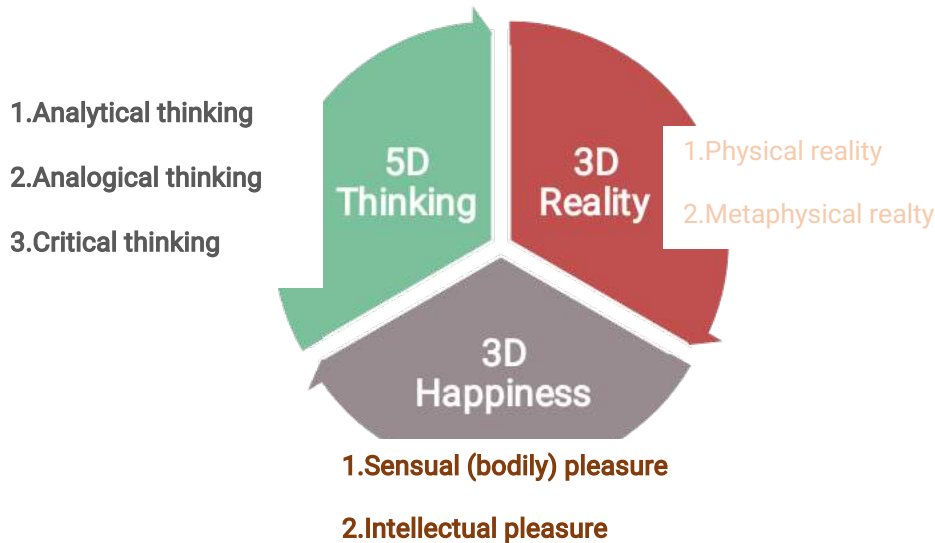 1.Analytical thinking
2.Analogical thinking
3.Critical thinking
5D
Thinking
3D
Reality
1.Physical reality
2.Metaphysical realty
3D
Happiness
1.Sensual (bodily) pleasure
2.Intellectual pleasure